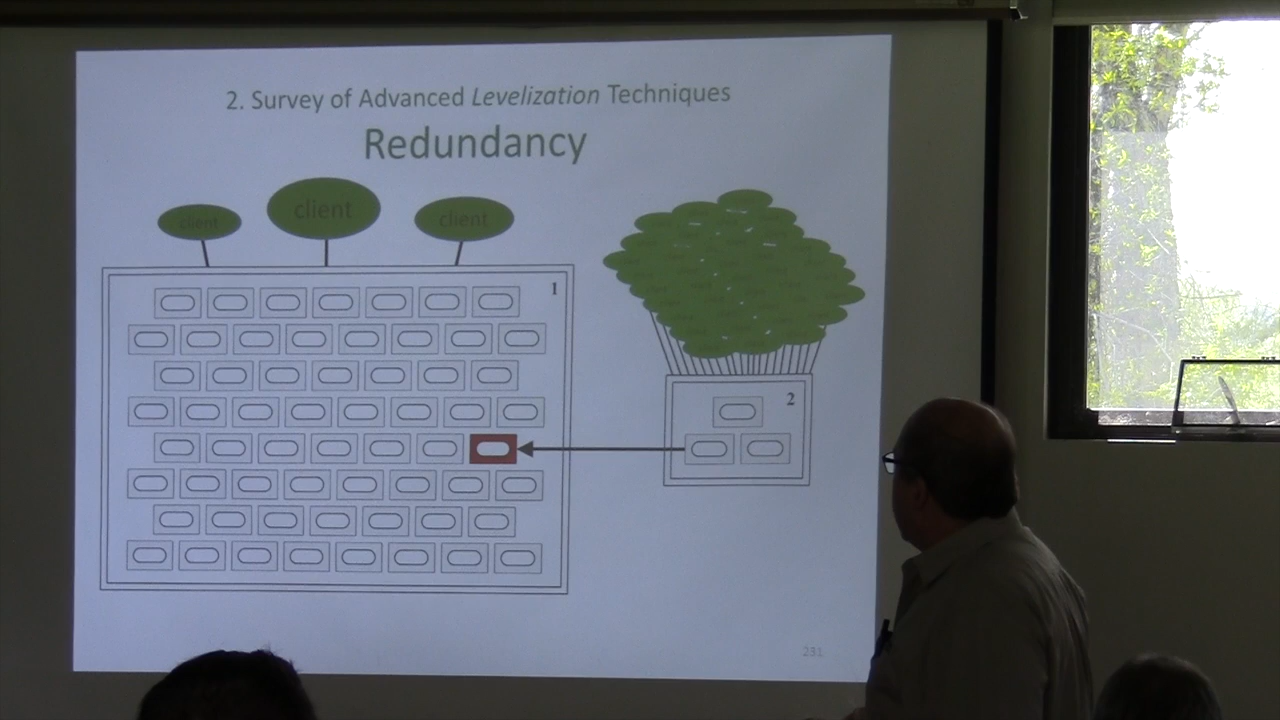 2. Survey of Advanced Levelization Techniques
Redundancy
client
client
client
1
2
231